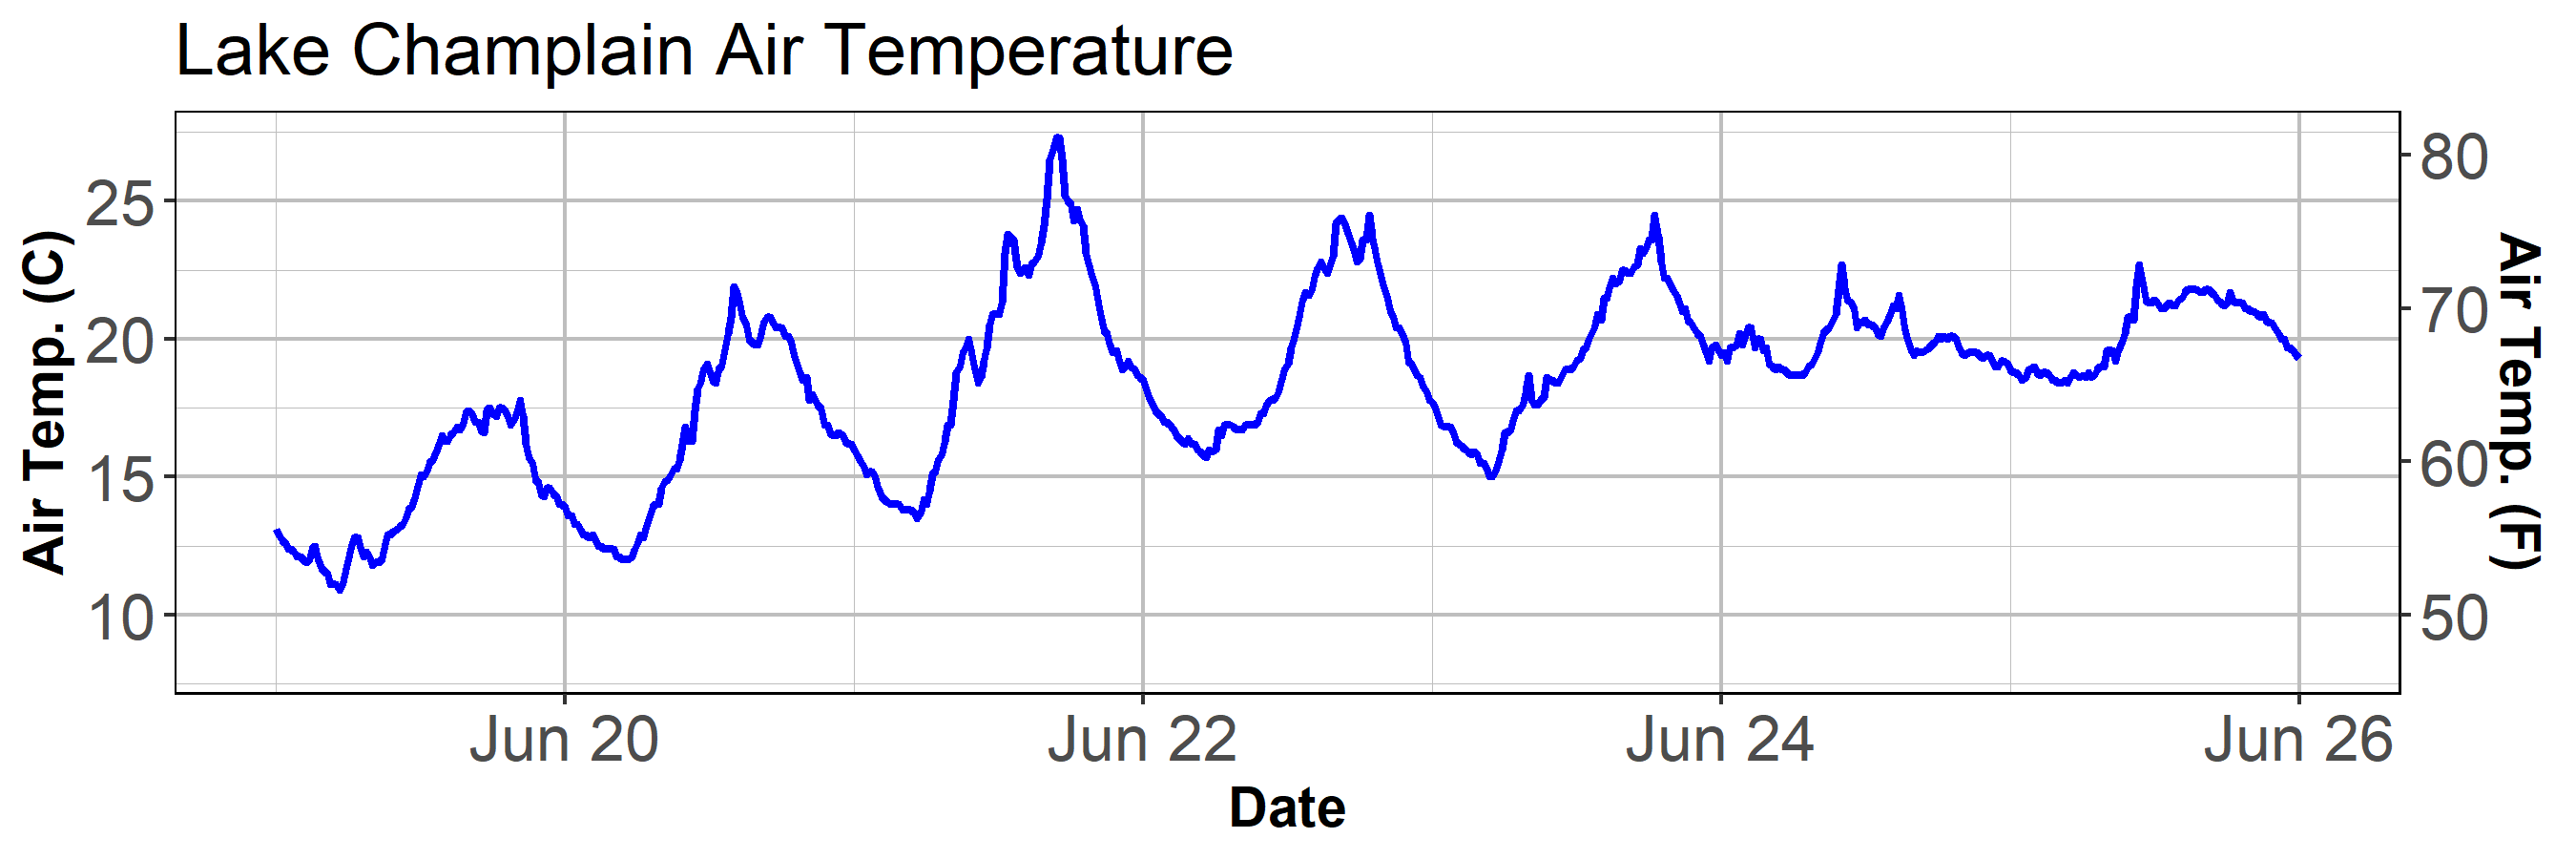 Lake Champlain Air Temperature
Air Temp. (C)
25
20
15
10
80
70
60
50
Air Temp. (F)
Jun 20
Jun 22
Jun 24
Jun 26
Date